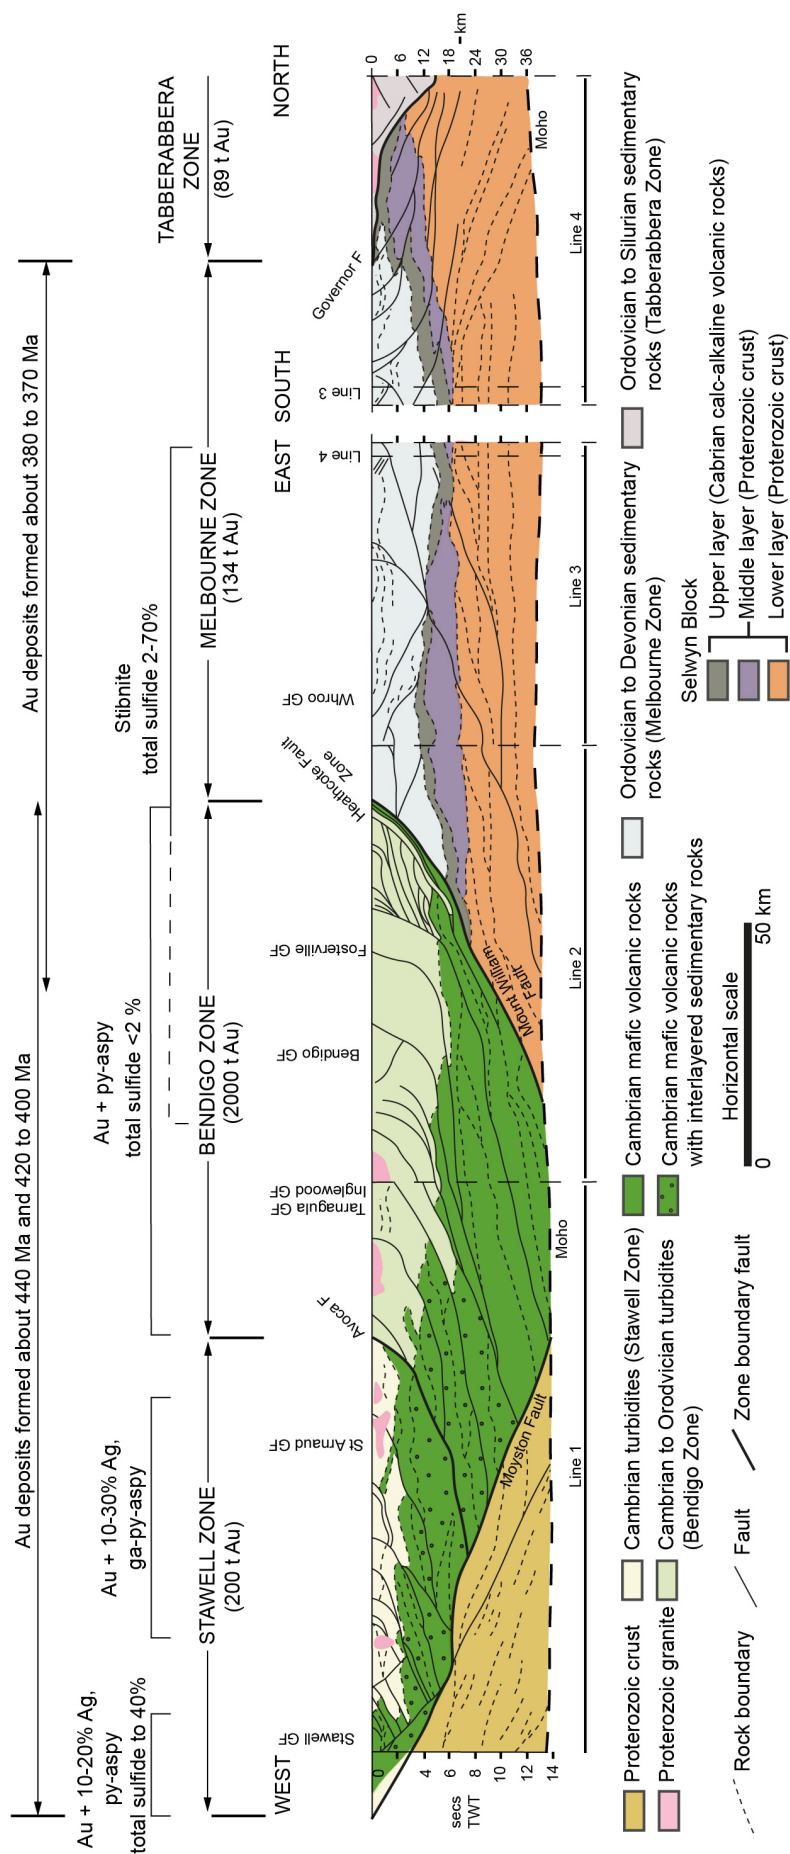 Au deposits formed about 440 Ma and 420 to 400 Ma
Au deposits formed about 380 to 370 Ma
Au + 10-20% Ag,
py-aspy
total sulfide to 40%
Au + 10-30% Ag,
ga-py-aspy
Au + py-aspy
total sulfide <2 %
Stibnite
total sulfide 2-70%
STAWELL ZONE
(200 t Au)
BENDIGO ZONE
(2000 t Au)
MELBOURNE ZONE
(134 t Au)
TABBERABBERA
ZONE
(89 t Au)
WEST
EAST
SOUTH
NORTH
Stawell GF
St Arnaud GF
Avoca F
Tarnagula GF
Inglewood GF
Bendigo GF
Fosterville GF
Heathcote Fault
Zone
Whroo GF
Line 4
Line 3
Governor F
0
4
6
8
10
12
14
secs
TWT
0
6
12
18
24
30
36
km
Moyston Fault
Mount William
Fault
Moho
Moho
Line 1
Line 2
Line 3
Line 4
Proterozoic crust
Proterozoic granite
Cambrian turbidites (Stawell Zone)
Cambrian to Orodvician turbidites
(Bendigo Zone)
Cambrian mafic volcanic rocks
Cambrian mafic volcanic rocks
with interlayered sedimentary rocks
Ordovician to Devonian sedimentary
rocks (Melbourne Zone)
Ordovician to Silurian sedimentary
rocks (Tabberabbera Zone)
Selwyn Block
Upper layer (Cabrian calc-alkaline volcanic rocks)
Middle layer (Proterozoic crust)
Lower layer (Proterozoic crust)
Rock boundary
Fault
Zone boundary fault
Horizontal scale
0
50 km